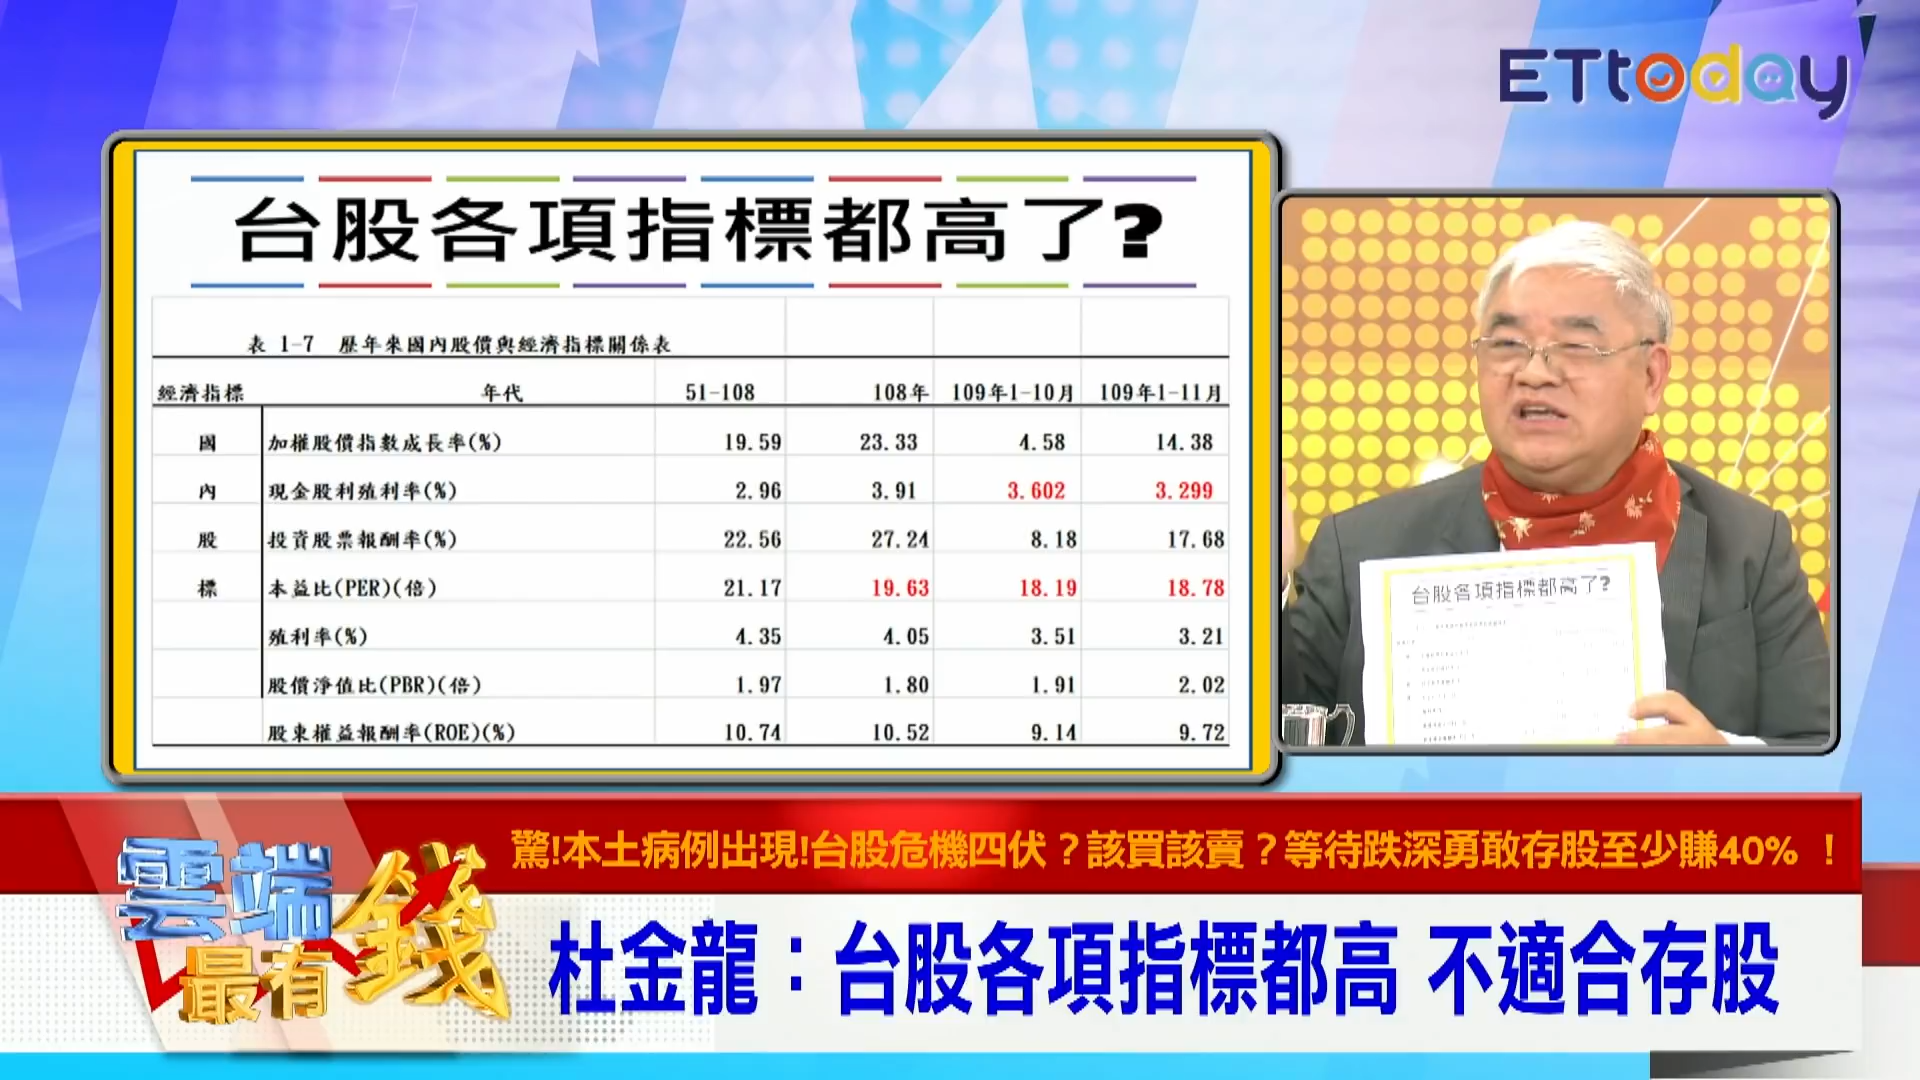 ETtoday
台股各項指標都高了?
表 1-7 歷年來國內股價與經濟指標關係表
經濟指標 年代 51-108 108年 109年1-10月 109年1-11月
國 加權股價指數成長率(%) 19.59 23.33 4.58 14.38
內 現金股利殖利率(%) 2.96 3.91 3.602 3.299
股 投資股票報酬率(%) 22.56 27.24 8.18 17.68
標 本益比(PER)(倍) 21.17 19.63 18.19 18.78
殖利率(%) 4.35 4.05 3.51 3.21
股價淨值比(PBR)(倍) 1.97 1.80 1.91 2.02
股東權益報酬率(ROE)(%) 10.74 10.52 9.14 9.72
台股各項指標都高了?
驚!本土病例出現!台股危機四伏？該買該賣？等待跌深勇敢存股至少賺40% ！
雲端
最有錢
杜金龍：台股各項指標都高 不適合存股